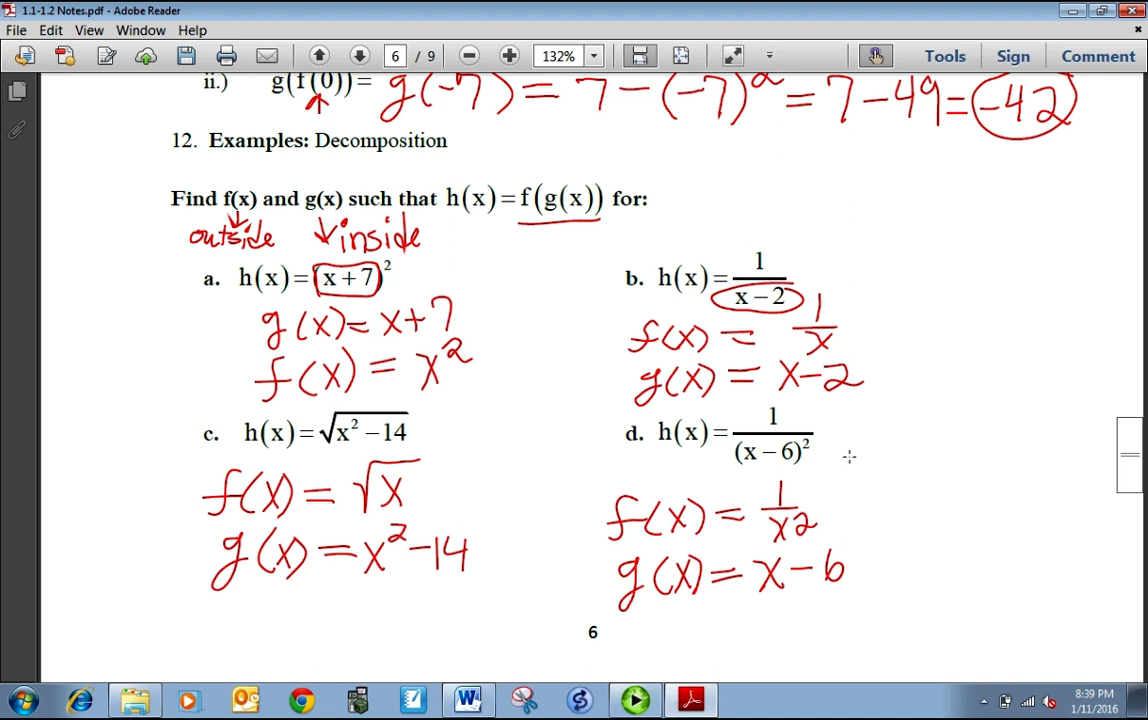 1.1-1.2 Notes.pdf - Adobe Reader
File Edit View Window Help
6 / 9 132% Tools Sign Comment
ii.) g(f(0)) = g(-7) = 7 - (-7)² = 7 - 49 = -42
12. Examples: Decomposition
Find f(x) and g(x) such that h(x) = f(g(x)) for:
outside inside
a. h(x) = (x + 7)²
g(x) = x + 7
f(x) = x²
b. h(x) = 1/(x − 2)
f(x) = 1/x
g(x) = x - 2
c. h(x) = √(x² − 14)
f(x) = √x
g(x) = x² - 14
d. h(x) = 1/(x − 6)²
f(x) = 1/x²
g(x) = x - 6
6
8:39 PM
1/11/2016